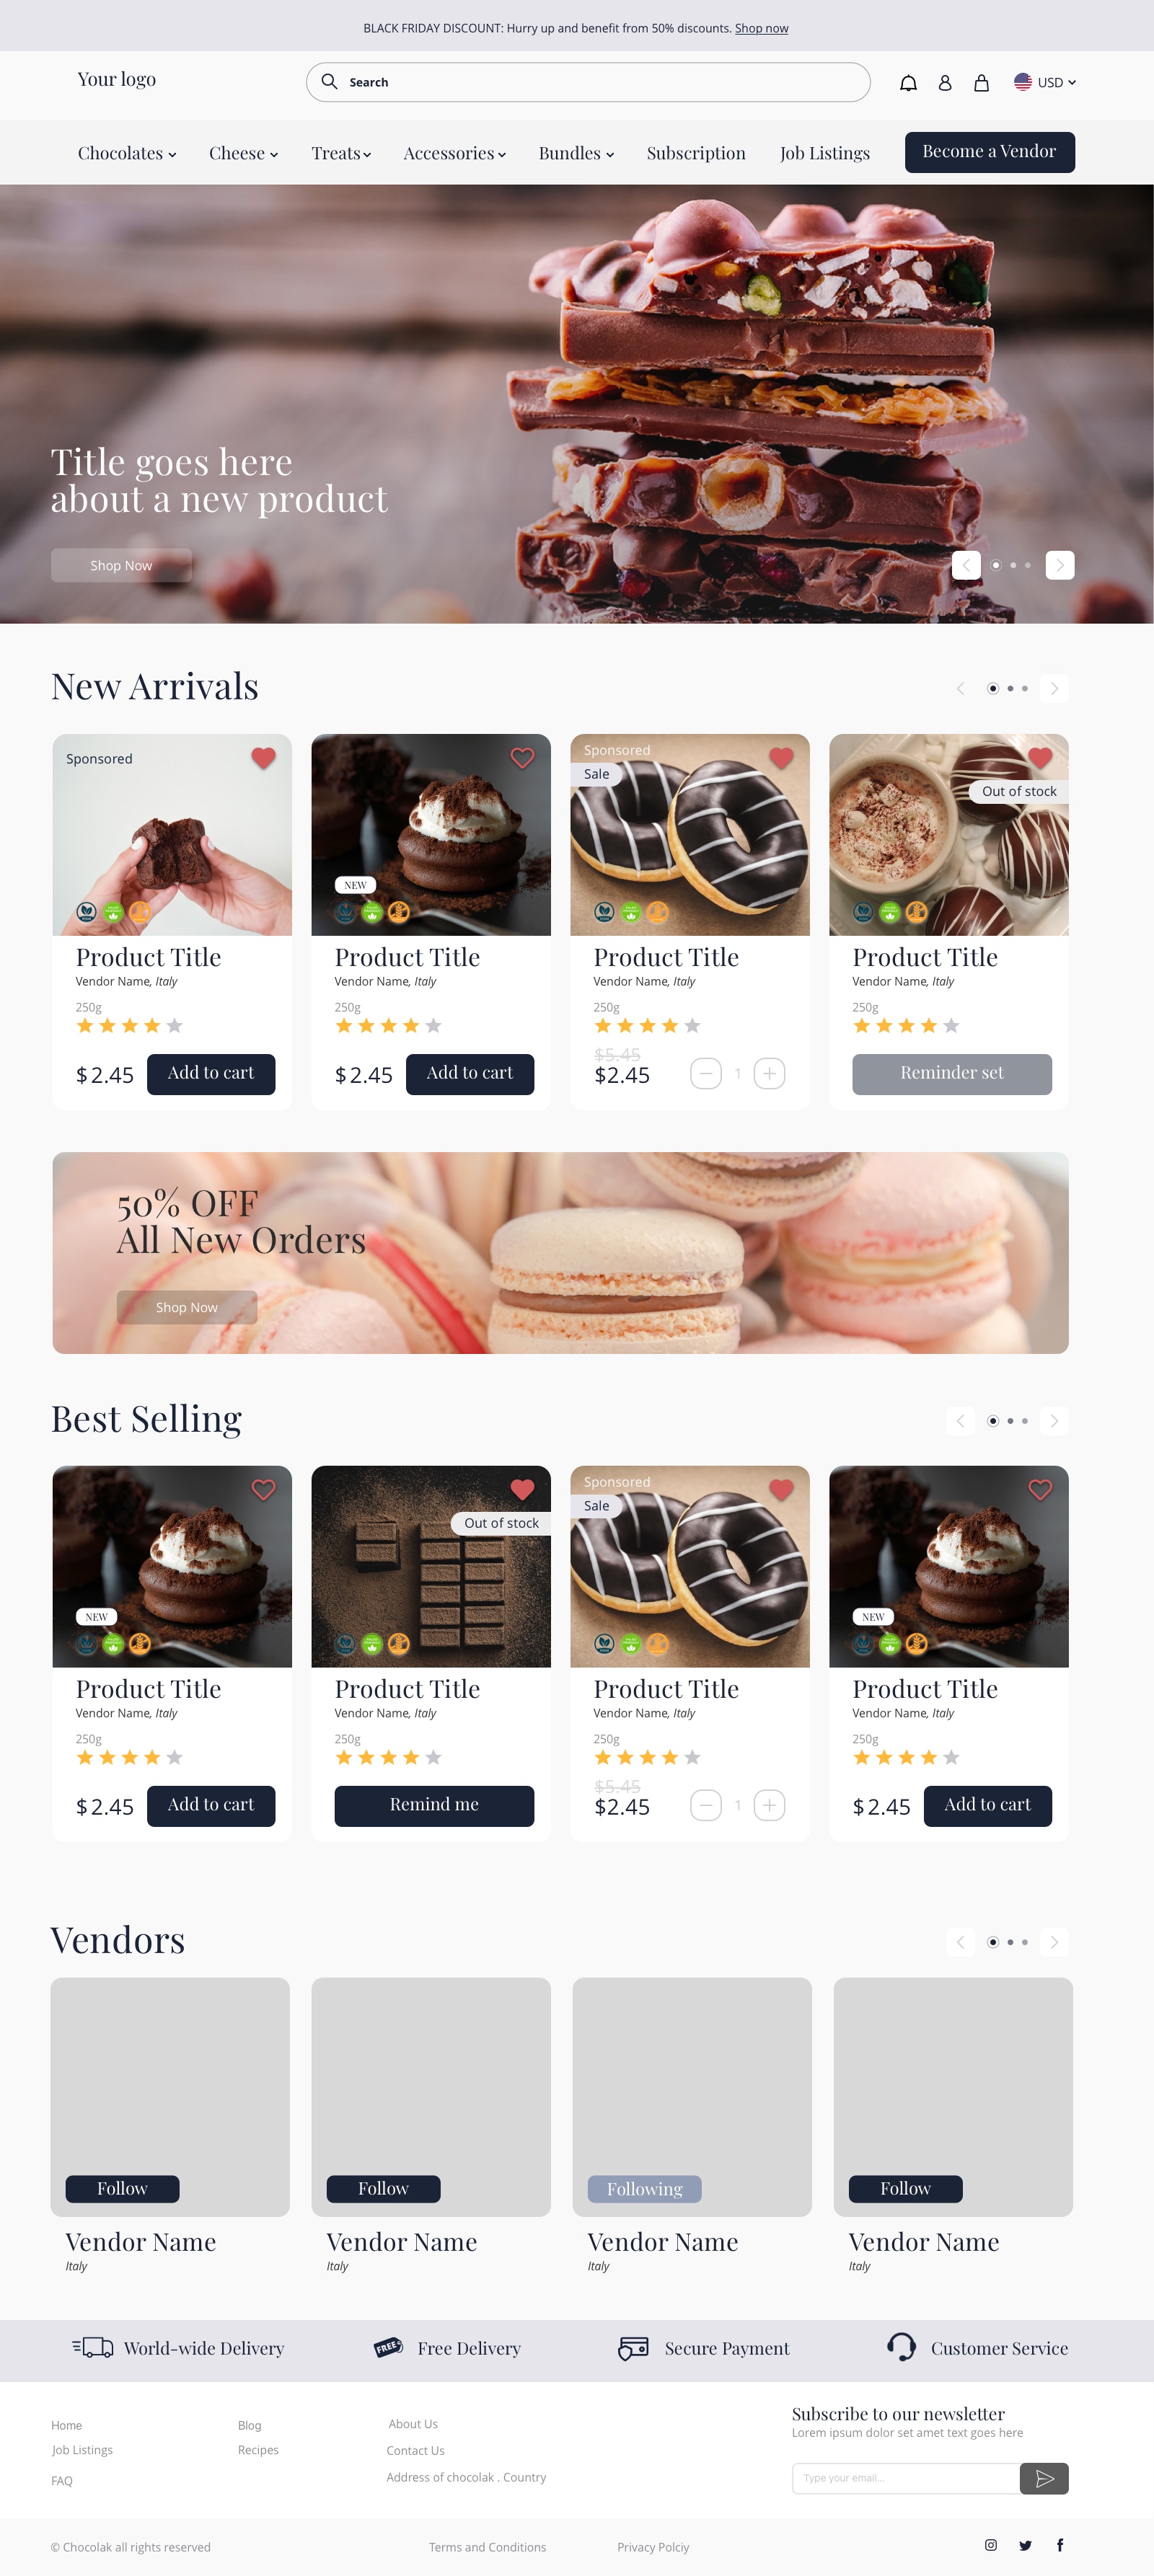 BLACK FRIDAY DISCOUNT: Hurry up and benefit from 50% discounts. Shop now
Your logo
Search
USD
Chocolates
Cheese
Treats
Accessories
Bundles
Subscription
Job Listings
Become a Vendor
Title goes here
about a new product
Shop Now
New Arrivals
Sponsored
Product Title
Vendor Name, Italy
250g
$2.45
Add to cart
NEW
Product Title
Vendor Name, Italy
250g
$2.45
Add to cart
Sponsored
Sale
Product Title
Vendor Name, Italy
250g
$5.45
$2.45
1
Out of stock
Product Title
Vendor Name, Italy
250g
Reminder set
50% OFF
All New Orders
Shop Now
Best Selling
NEW
Product Title
Vendor Name, Italy
250g
$2.45
Add to cart
Out of stock
Product Title
Vendor Name, Italy
250g
Remind me
Sponsored
Sale
Product Title
Vendor Name, Italy
250g
$5.45
$2.45
1
NEW
Product Title
Vendor Name, Italy
250g
$2.45
Add to cart
Vendors
Follow
Vendor Name
Italy
Follow
Vendor Name
Italy
Following
Vendor Name
Italy
Follow
Vendor Name
Italy
World-wide Delivery
FREE
Free Delivery
Secure Payment
Customer Service
Home
Job Listings
FAQ
Blog
Recipes
About Us
Contact Us
Address of chocolak . Country
Subscribe to our newsletter
Lorem ipsum dolor set amet text goes here
Type your email...
© Chocolak all rights reserved
Terms and Conditions
Privacy Polciy